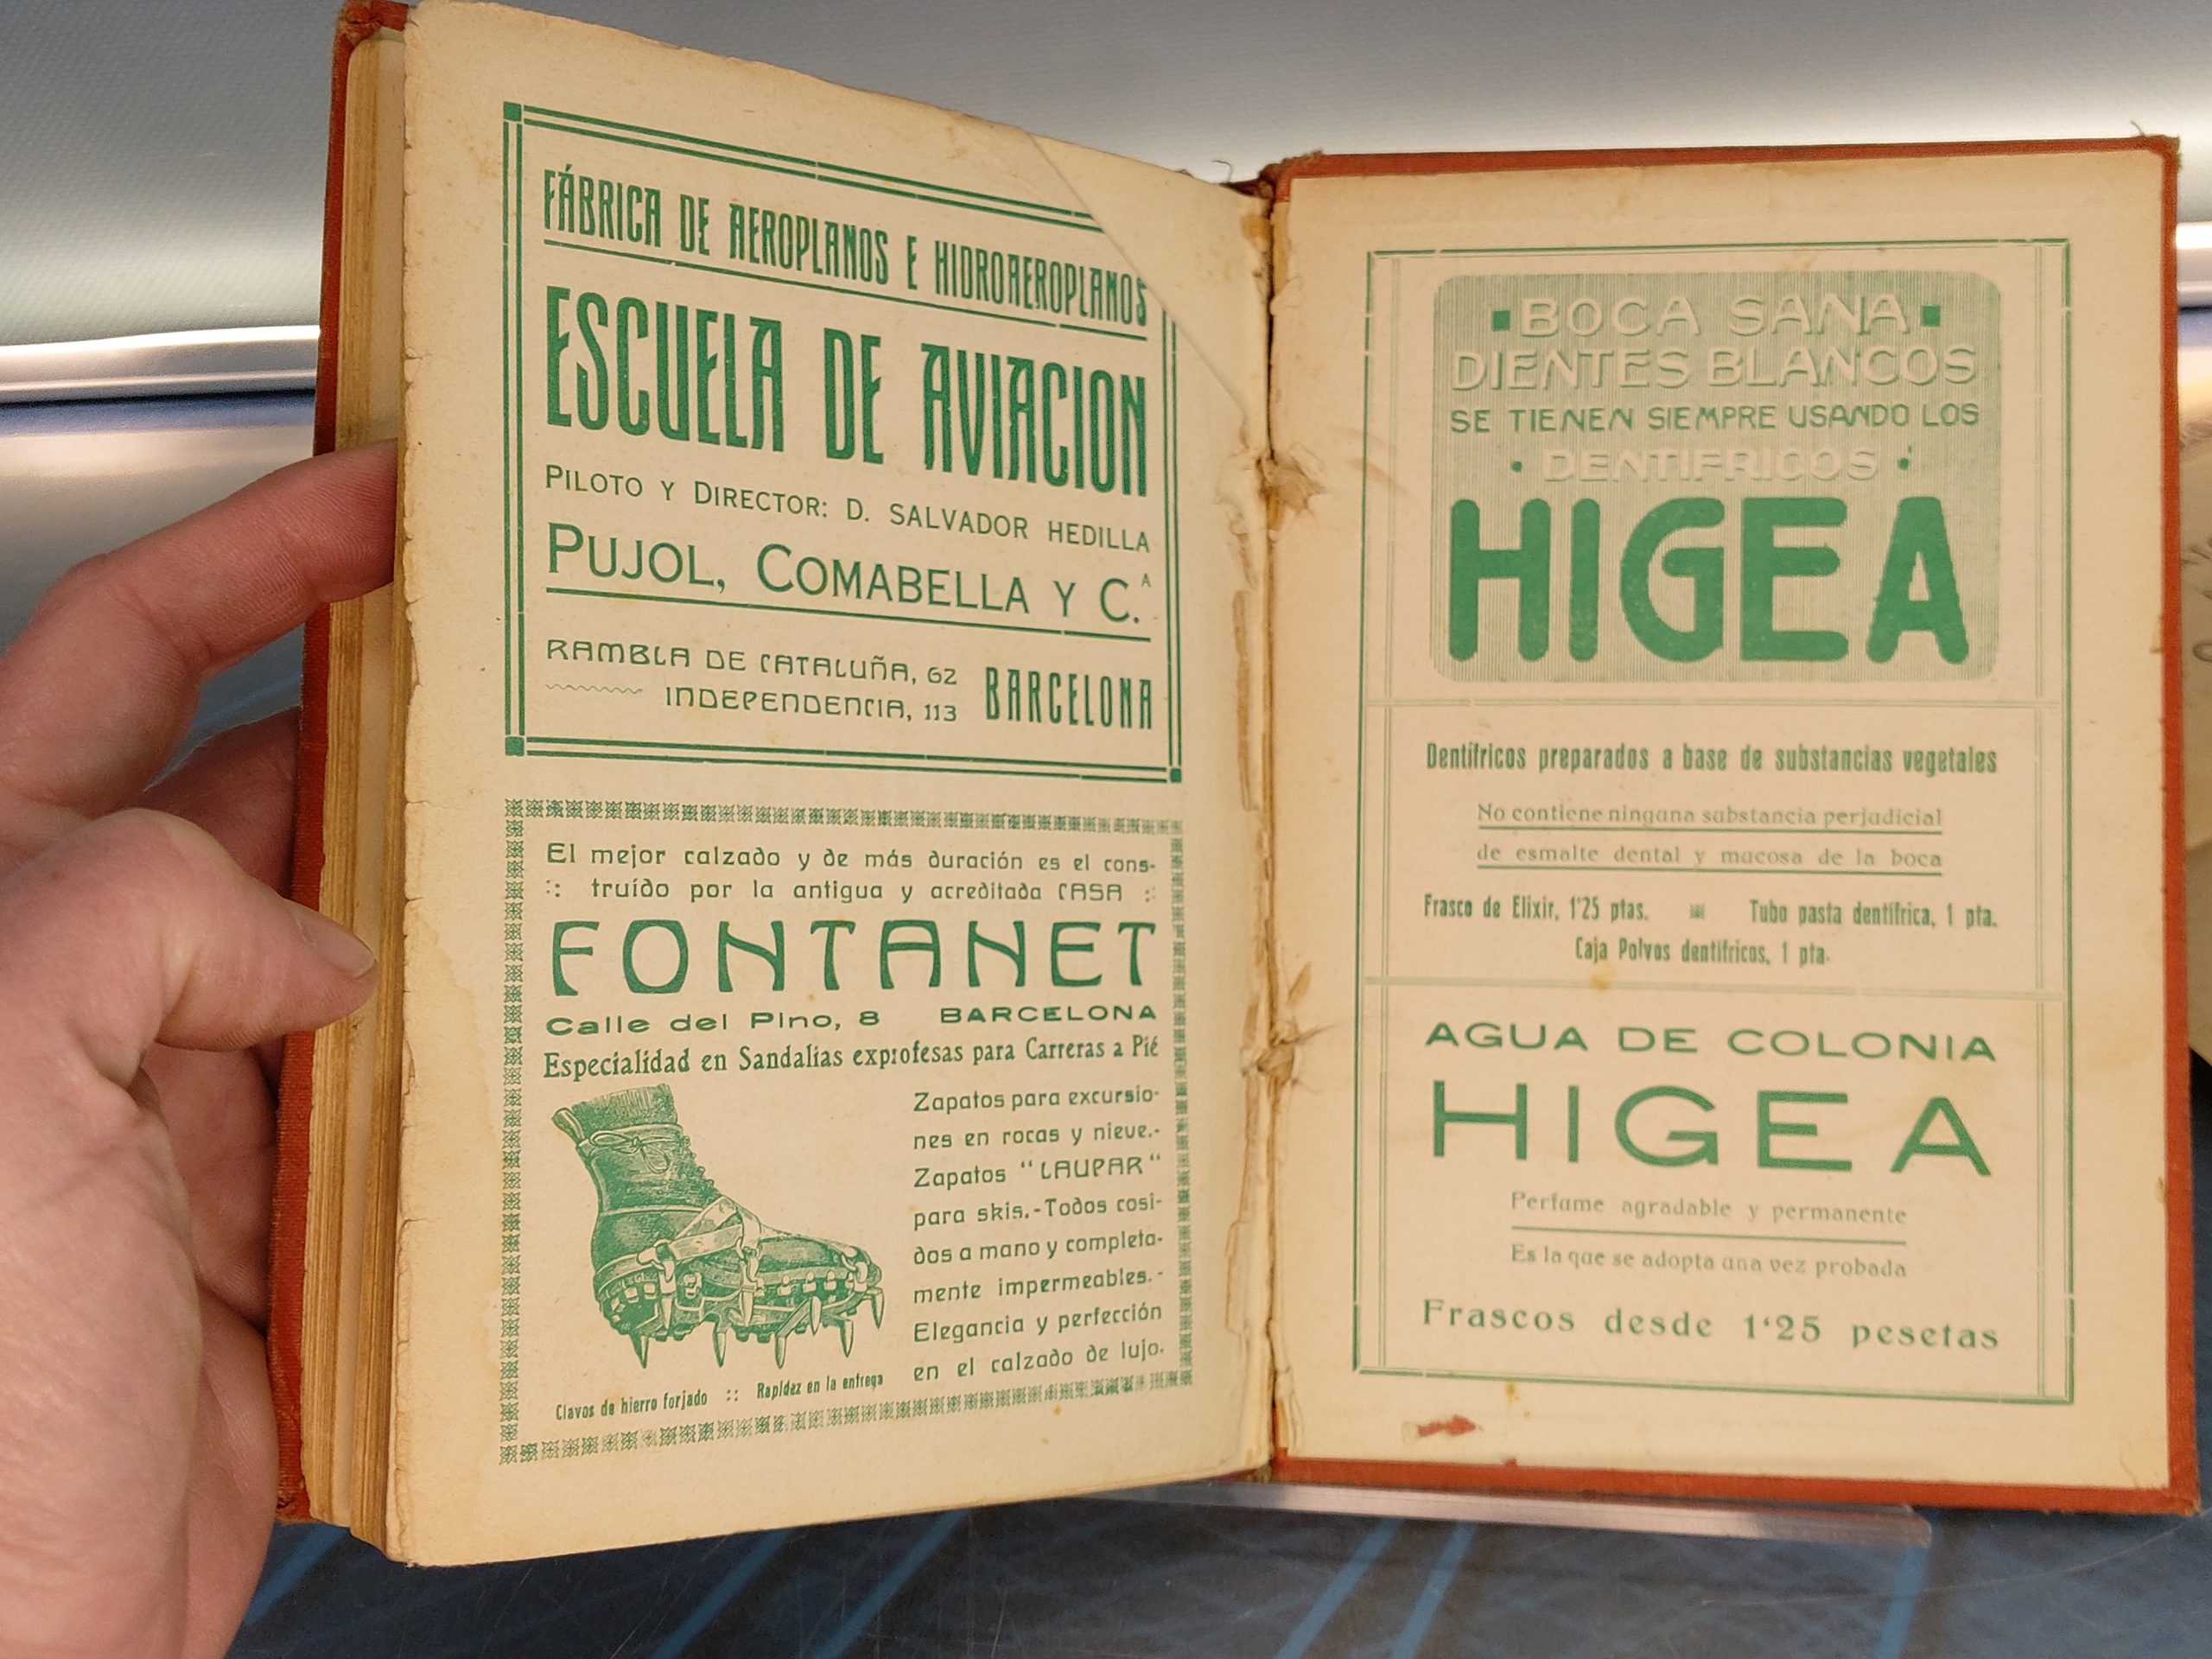 FÁBRICA DE AEROPLANOS E HIDROAEROPLANOS
ESCUELA DE AVIACION
PILOTO Y DIRECTOR: D. SALVADOR HEDILLA
PUJOL, COMABELLA Y C.ᴬ
RAMBLA DE CATALUÑA, 62
INDEPENDENCIA, 113
BARCELONA
El mejor calzado y de más duración es el cons-
:: truído por la antigua y acreditada CASA ::
FONTANET
Calle del Pino, 8 BARCELONA
Especialidad en Sandalias exprofesas para Carreras a Pié
Zapatos para excursio-
nes en rocas y nieve.-
Zapatos "LAUPAR"
para skis.-Todos cosi-
dos a mano y completa-
mente impermeables.-
Elegancia y perfección
en el calzado de lujo.
Clavos de hierro forjado :: Rapídez en la entrega
BOCA SANA
DIENTES BLANCOS
SE TIENEN SIEMPRE USANDO LOS
· DENTIFRICOS ·
HIGEA
Dentífricos preparados a base de substancias vegetales
No contiene ninguna substancia perjudicial
de esmalte dental y mucosa de la boca
Frasco de Elixir, 1'25 ptas. Tubo pasta dentífrica, 1 pta.
Caja Polvos dentífricos, 1 pta.
AGUA DE COLONIA
HIGEA
Perfume agradable y permanente
Es la que se adopta una vez probada
Frascos desde 1'25 pesetas